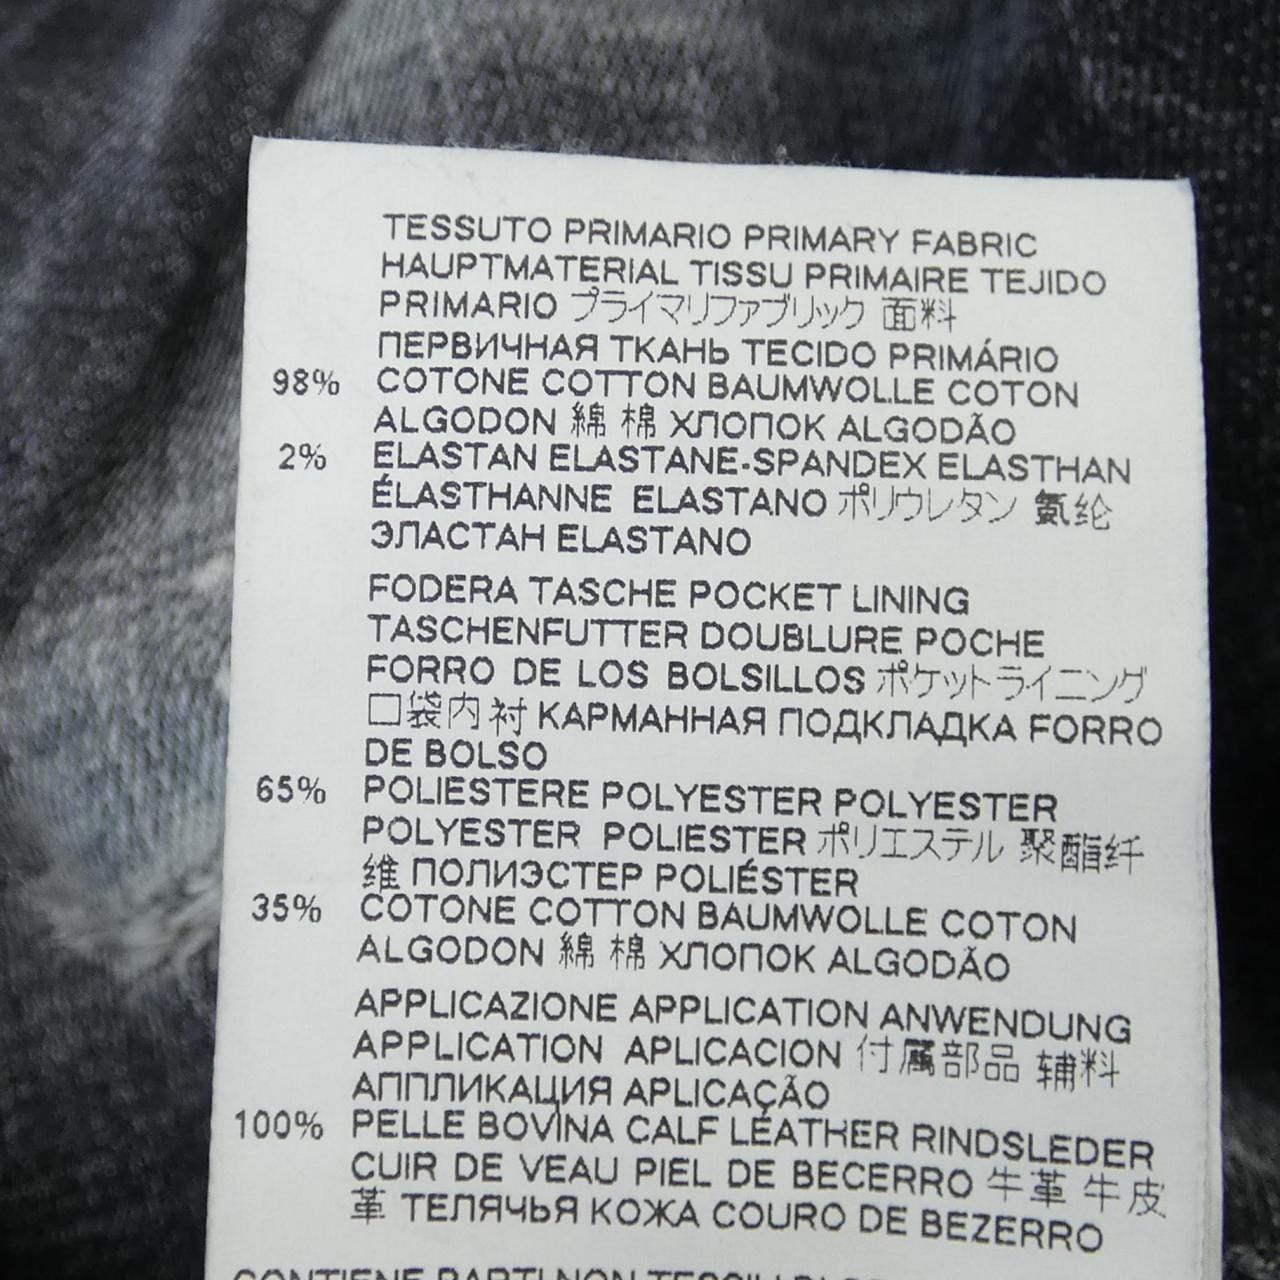 TESSUTO PRIMARIO PRIMARY FABRIC
HAUPTMATERIAL TISSU PRIMAIRE TEJIDO
PRIMARIO プライマリファブリック 面料
ПЕРВИЧНАЯ ТКАНЬ TECIDO PRIMÁRIO
98% COTONE COTTON BAUMWOLLE COTON
ALGODON 綿 棉 ХЛОПОК ALGODÃO
2% ELASTAN ELASTANE-SPANDEX ELASTHAN
ÉLASTHANNE ELASTANO ポリウレタン 氨纶
ЭЛАСТАН ELASTANO
FODERA TASCHE POCKET LINING
TASCHENFUTTER DOUBLURE POCHE
FORRO DE LOS BOLSILLOS ポケットライニング
口袋内衬 КАРМАННАЯ ПОДКЛАДКА FORRO
DE BOLSO
65% POLIESTERE POLYESTER POLYESTER
POLYESTER POLIESTER ポリエステル 聚酯纤
维 ПОЛИЭСТЕР POLIÉSTER
35% COTONE COTTON BAUMWOLLE COTON
ALGODON 綿 棉 ХЛОПОК ALGODÃO
APPLICAZIONE APPLICATION ANWENDUNG
APPLICATION APLICACION 付属部品 辅料
АППЛИКАЦИЯ APLICAÇÃO
100% PELLE BOVINA CALF LEATHER RINDSLEDER
CUIR DE VEAU PIEL DE BECERRO 牛革 牛皮
革 ТЕЛЯЧЬЯ КОЖА COURO DE BEZERRO
CONTIENE PARTI NON TESSILI DI